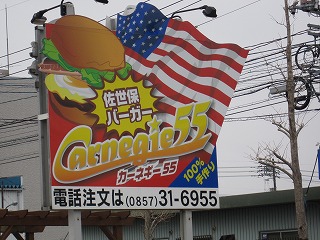 佐世保
バーガー
Carnegie 55
カーネギー55
100%
手作り
電話注文は(0857)31-6955